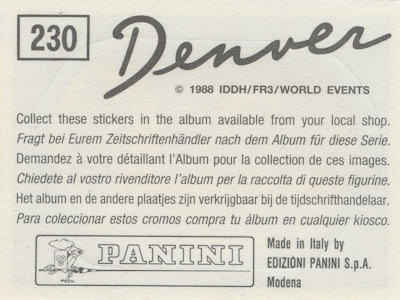 230
Denver
© 1988 IDDH/FR3/WORLD EVENTS
Collect these stickers in the album available from your local shop.
Fragt bei Eurem Zeitschriftenhändler nach dem Album für diese Serie.
Demandez à votre détaillant l'Album pour la collection de ces images.
Chiedete al vostro rivenditore l'album per la raccolta di queste figurine.
Het album en de andere plaatjes zijn verkrijgbaar bij de tijdschrifthandelaar.
Para coleccionar estos cromos compra tu álbum en cualquier kiosco.
PANINI
Made in Italy by
EDIZIONI PANINI S.p.A.
Modena